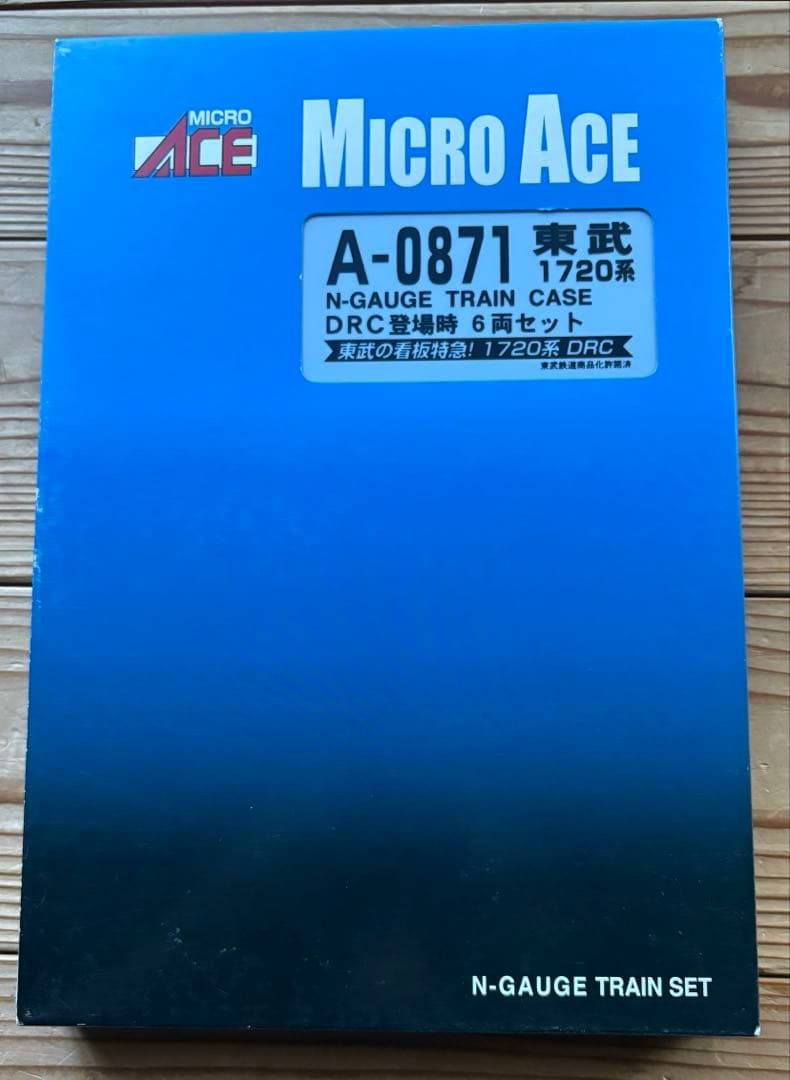 MICRO
ACE
MICRO ACE
A-0871 東武
1720系
N-GAUGE TRAIN CASE
DRC登場時 6両セット
東武の看板特急! 1720系 DRC
東武鉄道商品化許諾済
N-GAUGE TRAIN SET